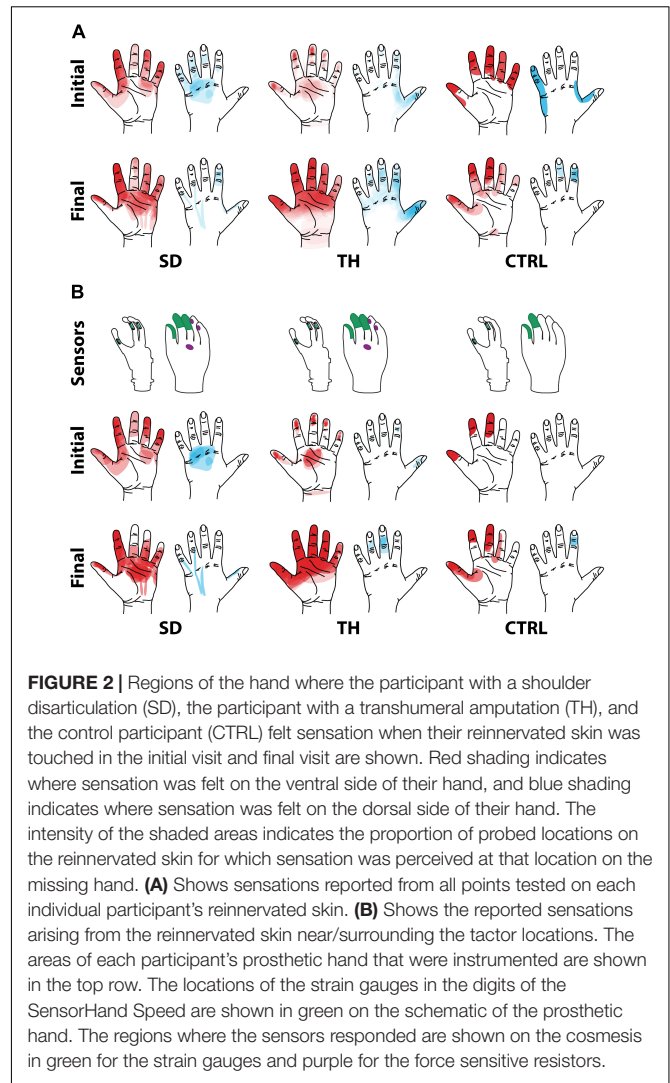 A
Initial
Final
SD TH CTRL
B
Sensors
Initial
Final
SD TH CTRL
FIGURE 2 | Regions of the hand where the participant with a shoulder
disarticulation (SD), the participant with a transhumeral amputation (TH), and
the control participant (CTRL) felt sensation when their reinnervated skin was
touched in the initial visit and final visit are shown. Red shading indicates
where sensation was felt on the ventral side of their hand, and blue shading
indicates where sensation was felt on the dorsal side of their hand. The
intensity of the shaded areas indicates the proportion of probed locations on
the reinnervated skin for which sensation was perceived at that location on the
missing hand. (A) Shows sensations reported from all points tested on each
individual participant's reinnervated skin. (B) Shows the reported sensations
arising from the reinnervated skin near/surrounding the tactor locations. The
areas of each participant's prosthetic hand that were instrumented are shown
in the top row. The locations of the strain gauges in the digits of the
SensorHand Speed are shown in green on the schematic of the prosthetic
hand. The regions where the sensors responded are shown on the cosmesis
in green for the strain gauges and purple for the force sensitive resistors.